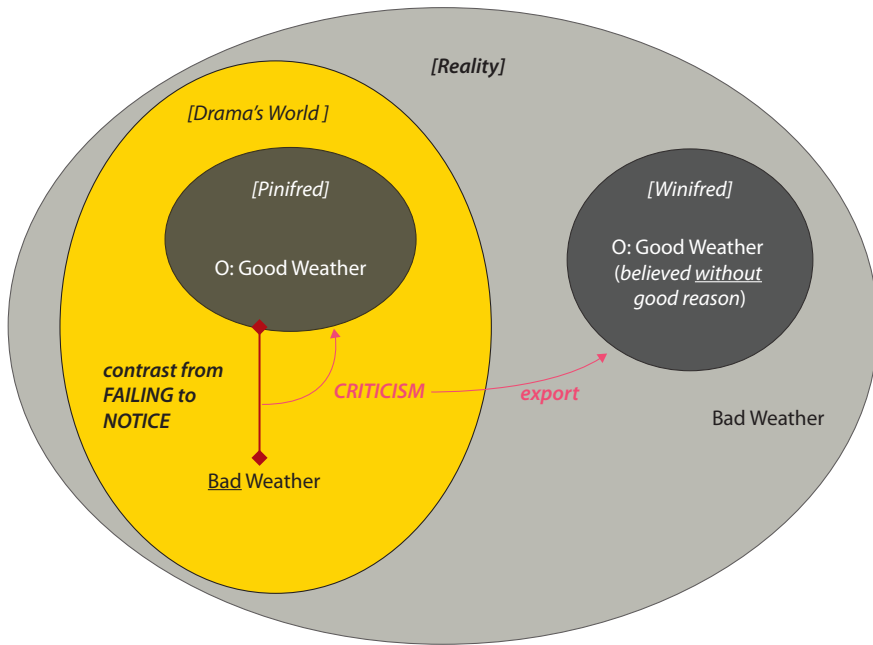 [Reality]
[Drama's World ]
[Pinifred]
O: Good Weather
[Winifred]
O: Good Weather
(believed without
good reason)
contrast from
FAILING to
NOTICE
CRITICISM
export
Bad Weather
Bad Weather